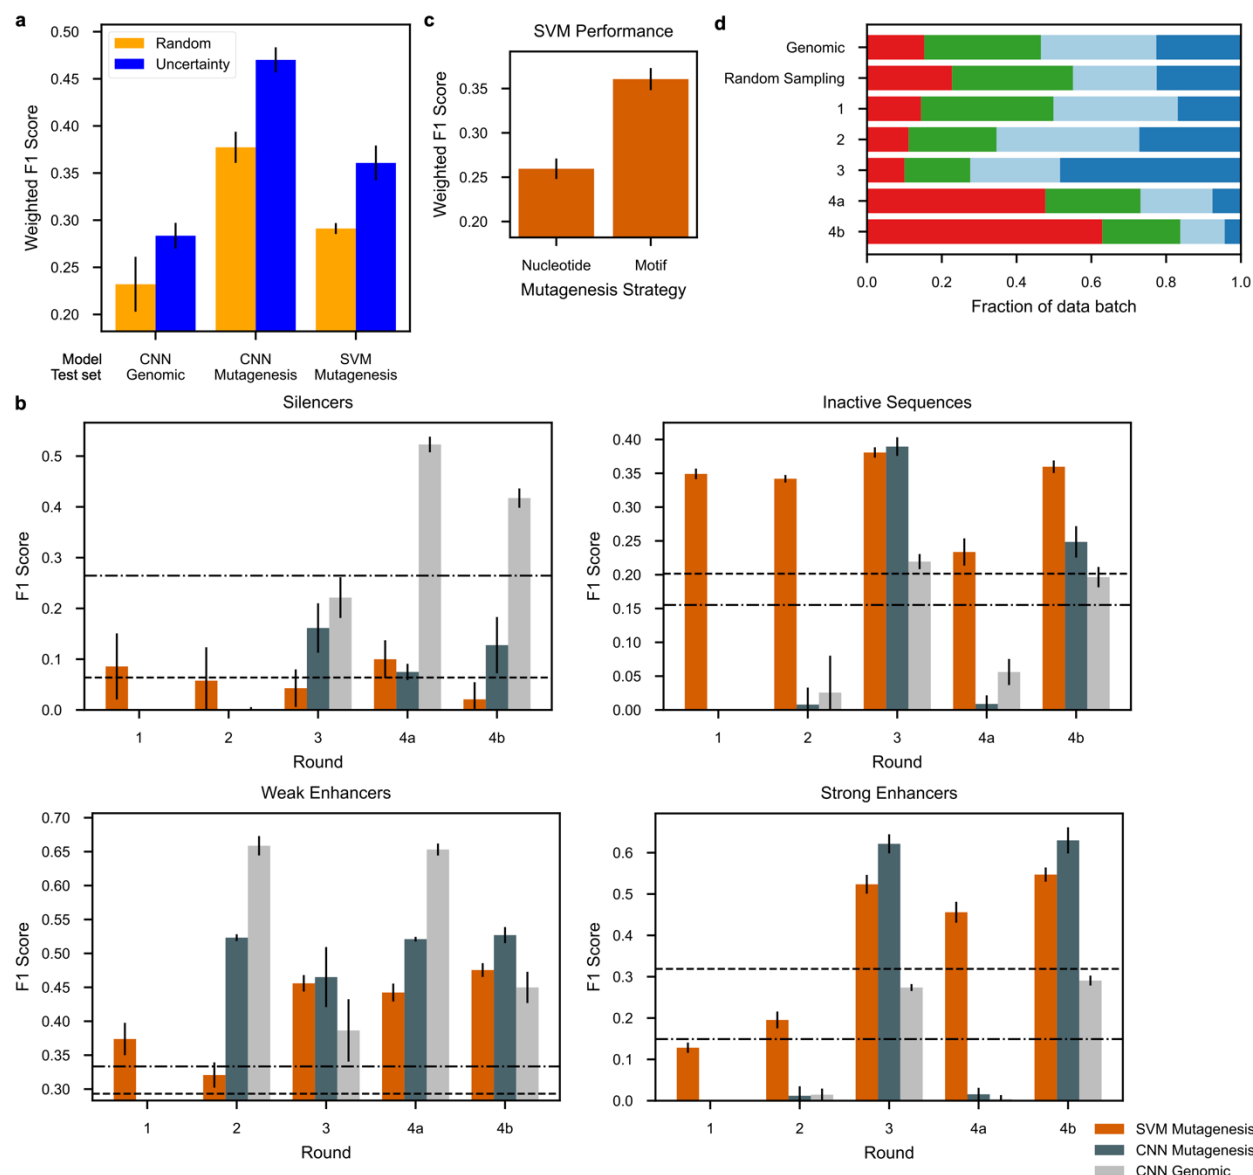 a
0.50
0.45
0.40
0.35
0.30
0.25
0.20
Weighted F1 Score
Random
Uncertainty
Model
Test set
CNN
Genomic
CNN
Mutagenesis
SVM
Mutagenesis
c
SVM Performance
0.35
0.30
0.25
0.20
Weighted F1 Score
Nucleotide
Motif
Mutagenesis Strategy
d
Genomic
Random Sampling
1
2
3
4a
4b
0.0
0.2
0.4
0.6
0.8
1.0
Fraction of data batch
b
Silencers
0.5
0.4
0.3
0.2
0.1
0.0
F1 Score
1
2
3
4a
4b
Round
Inactive Sequences
0.40
0.35
0.30
0.25
0.20
0.15
0.10
0.05
0.00
F1 Score
1
2
3
4a
4b
Round
Weak Enhancers
0.70
0.65
0.60
0.55
0.50
0.45
0.40
0.35
0.30
F1 Score
1
2
3
4a
4b
Round
Strong Enhancers
0.6
0.5
0.4
0.3
0.2
0.1
0.0
F1 Score
1
2
3
4a
4b
Round
SVM Mutagenesis
CNN Mutagenesis
CNN Genomic